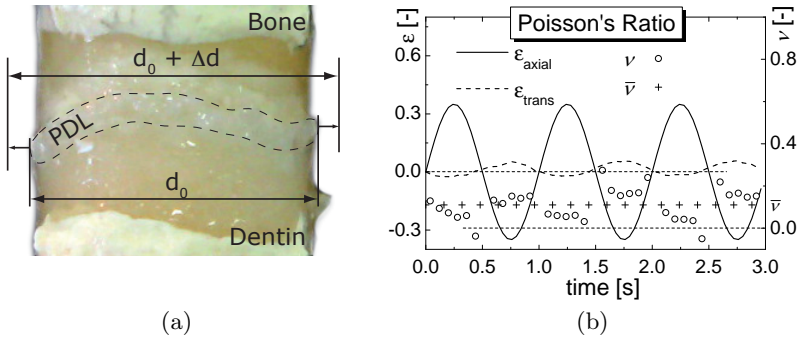 Bone
d0 + Δd
PDL
d0
Dentin
(a)
Poisson's Ratio
ε [-]
ν [-]
εaxial
εtrans
ν
ν̅
0.6
0.3
0.0
-0.3
0.8
0.4
ν̅
0.0
0.0 0.5 1.0 1.5 2.0 2.5 3.0
time [s]
(b)